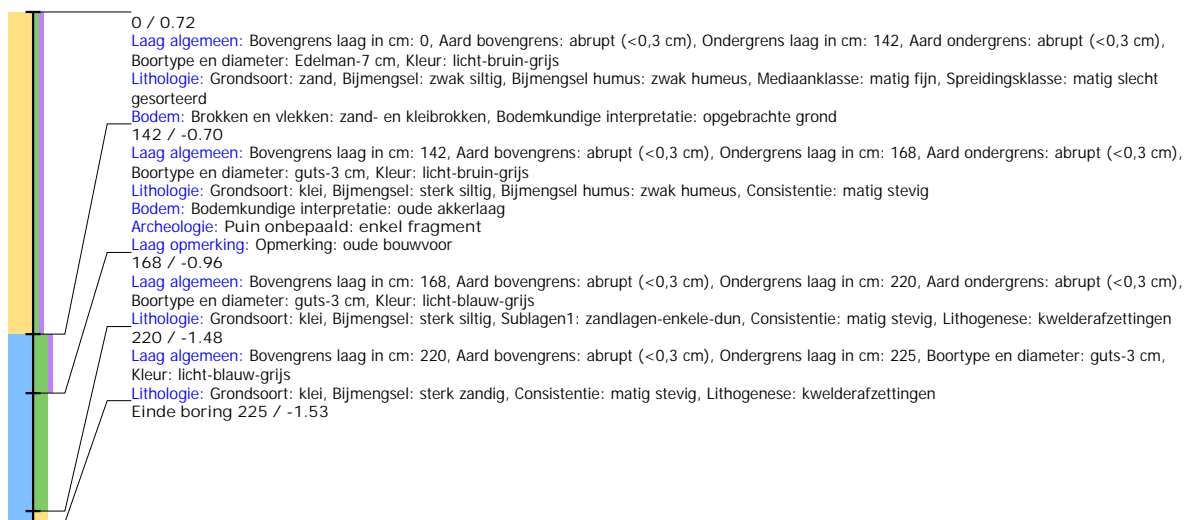 0 / 0.72
Laag algemeen: Bovengrens laag in cm: 0, Aard bovengrens: abrupt (<0,3 cm), Ondergrens laag in cm: 142, Aard ondergrens: abrupt (<0,3 cm),
Boortype en diameter: Edelman-7 cm, Kleur: licht-bruin-grijs
Lithologie: Grondsoort: zand, Bijmengsel: zwak siltig, Bijmengsel humus: zwak humeus, Mediaanklasse: matig fijn, Spreidingsklasse: matig slecht
gesorteerd
Bodem: Brokken en vlekken: zand- en kleibrokken, Bodemkundige interpretatie: opgebrachte grond
142 / -0.70
Laag algemeen: Bovengrens laag in cm: 142, Aard bovengrens: abrupt (<0,3 cm), Ondergrens laag in cm: 168, Aard ondergrens: abrupt (<0,3 cm),
Boortype en diameter: guts-3 cm, Kleur: licht-bruin-grijs
Lithologie: Grondsoort: klei, Bijmengsel: sterk siltig, Bijmengsel humus: zwak humeus, Consistentie: matig stevig
Bodem: Bodemkundige interpretatie: oude akkerlaag
Archeologie: Puin onbepaald: enkel fragment
Laag opmerking: Opmerking: oude bouwvoor
168 / -0.96
Laag algemeen: Bovengrens laag in cm: 168, Aard bovengrens: abrupt (<0,3 cm), Ondergrens laag in cm: 220, Aard ondergrens: abrupt (<0,3 cm),
Boortype en diameter: guts-3 cm, Kleur: licht-blauw-grijs
Lithologie: Grondsoort: klei, Bijmengsel: sterk siltig, Sublagen1: zandlagen-enkele-dun, Consistentie: matig stevig, Lithogenese: kwelderafzettingen
220 / -1.48
Laag algemeen: Bovengrens laag in cm: 220, Aard bovengrens: abrupt (<0,3 cm), Ondergrens laag in cm: 225, Boortype en diameter: guts-3 cm,
Kleur: licht-blauw-grijs
Lithologie: Grondsoort: klei, Bijmengsel: sterk zandig, Consistentie: matig stevig, Lithogenese: kwelderafzettingen
Einde boring 225 / -1.53